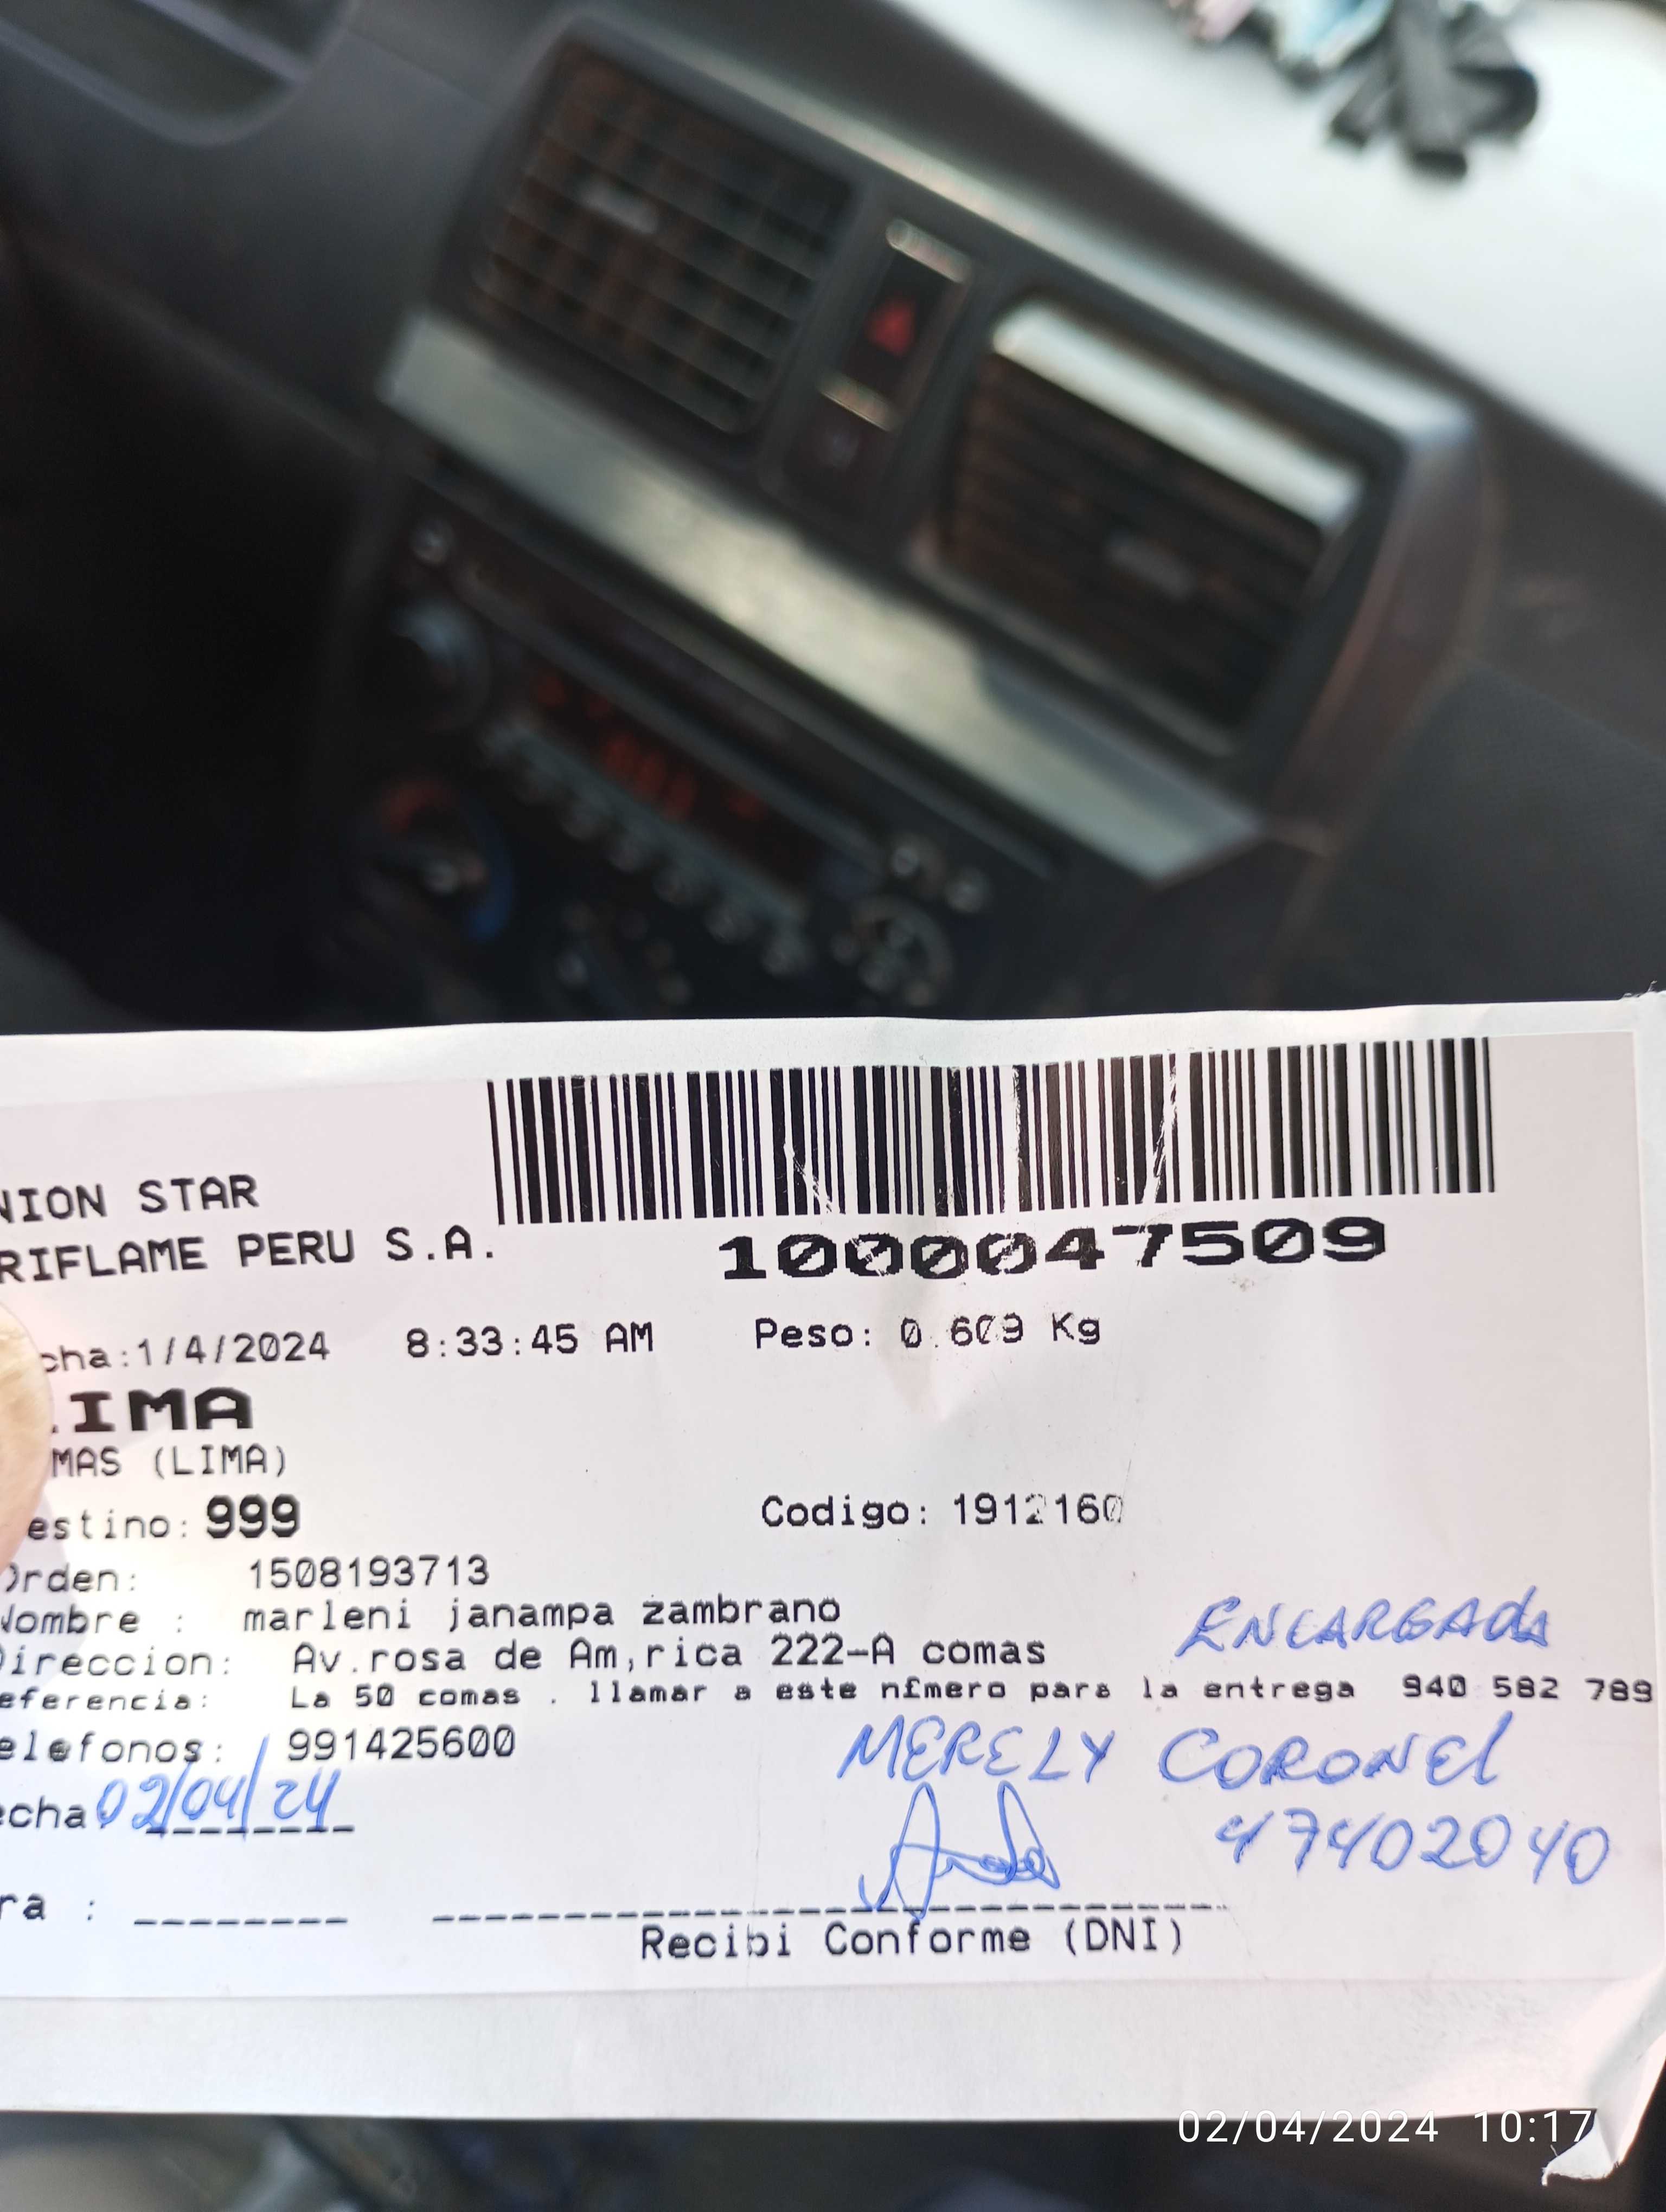 NION STAR
RIFLAME PERU S.A.
1000047509
cha:1/4/2024 8:33:45 AM Peso: 0.609 Kg
IMA
MAS (LIMA)
estino: 999 Codigo: 1912160
Orden: 1508193713
Nombre : marleni janampa zambrano
ENCARGADA
Direccion: Av.rosa de Am,rica 222-A comas
eferencia: La 50 comas . llamar a este n£mero para la entrega 940 582 789
elefonos: 991425600
MERELY CORONEL
echa 02/04/24
47402040
ra :
Recibi Conforme (DNI)
02/04/2024 10:17